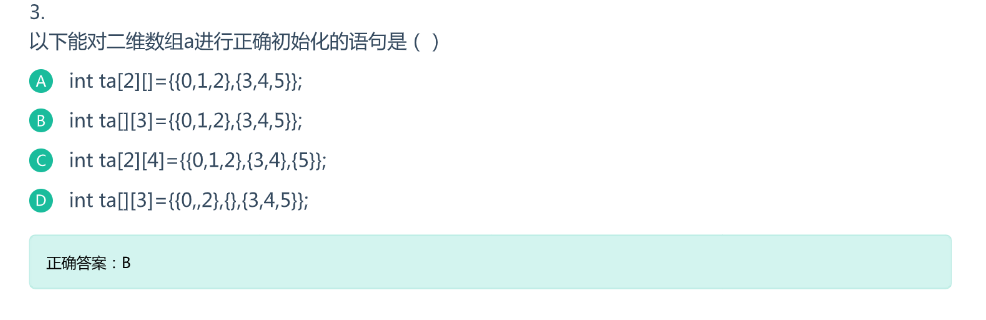 3.
以下能对二维数组a进行正确初始化的语句是 ( )
A int ta[2][]={{0,1,2},{3,4,5}};
B int ta[][3]={{0,1,2},{3,4,5}};
C int ta[2][4]={{0,1,2},{3,4},{5}};
D int ta[][3]={{0,,2},{},{3,4,5}};
正确答案：B